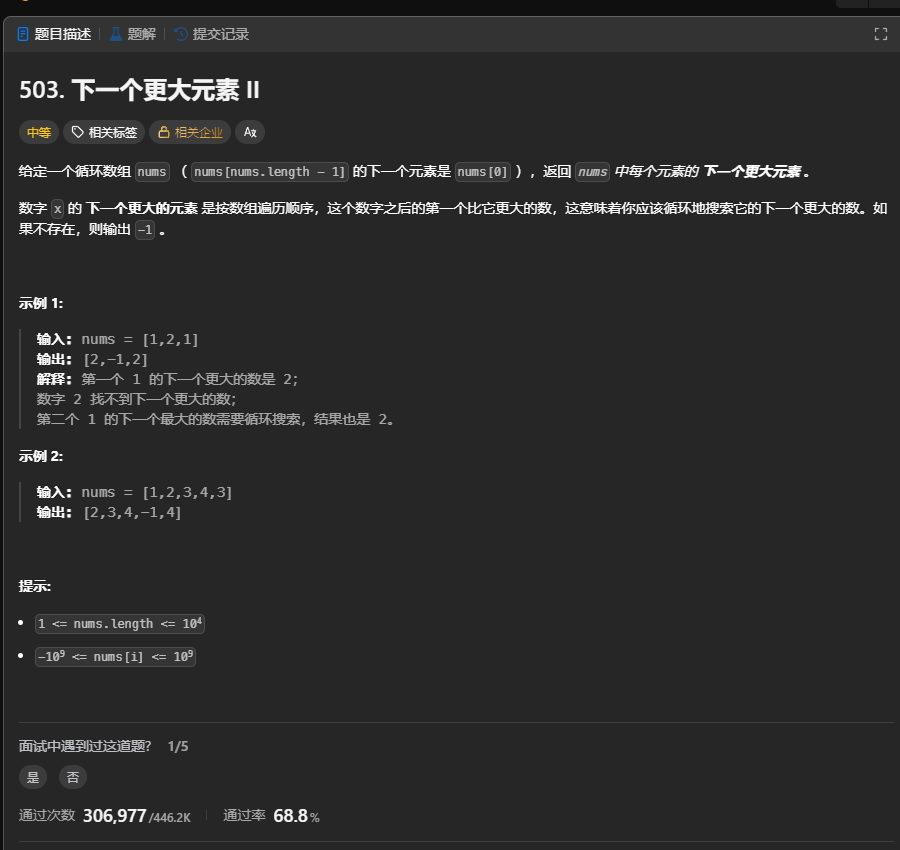 题目描述 题解 提交记录
503. 下一个更大元素 II
中等 相关标签 相关企业 Ax
给定一个循环数组 nums （ nums[nums.length - 1] 的下一个元素是 nums[0] ），返回 nums 中每个元素的 下一个更大元素 。
数字 x 的 下一个更大的元素 是按数组遍历顺序，这个数字之后的第一个比它更大的数，这意味着你应该循环地搜索它的下一个更大的数。如
果不存在，则输出 -1 。
示例 1:
输入: nums = [1,2,1]
输出: [2,-1,2]
解释: 第一个 1 的下一个更大的数是 2；
数字 2 找不到下一个更大的数；
第二个 1 的下一个最大的数需要循环搜索，结果也是 2。
示例 2:
输入: nums = [1,2,3,4,3]
输出: [2,3,4,-1,4]
提示:
1 <= nums.length <= 10⁴
-10⁹ <= nums[i] <= 10⁹
面试中遇到过这道题? 1/5
是 否
通过次数 306,977/446.2K 通过率 68.8%